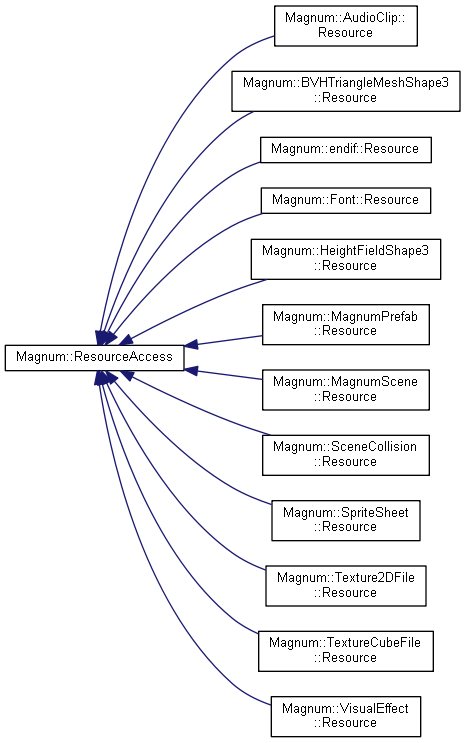 Magnum::AudioClip::
Resource
Magnum::BVHTriangleMeshShape3
::Resource
Magnum::endif::Resource
Magnum::Font::Resource
Magnum::HeightFieldShape3
::Resource
Magnum::MagnumPrefab
::Resource
Magnum::ResourceAccess
Magnum::MagnumScene
::Resource
Magnum::SceneCollision
::Resource
Magnum::SpriteSheet
::Resource
Magnum::Texture2DFile
::Resource
Magnum::TextureCubeFile
::Resource
Magnum::VisualEffect
::Resource